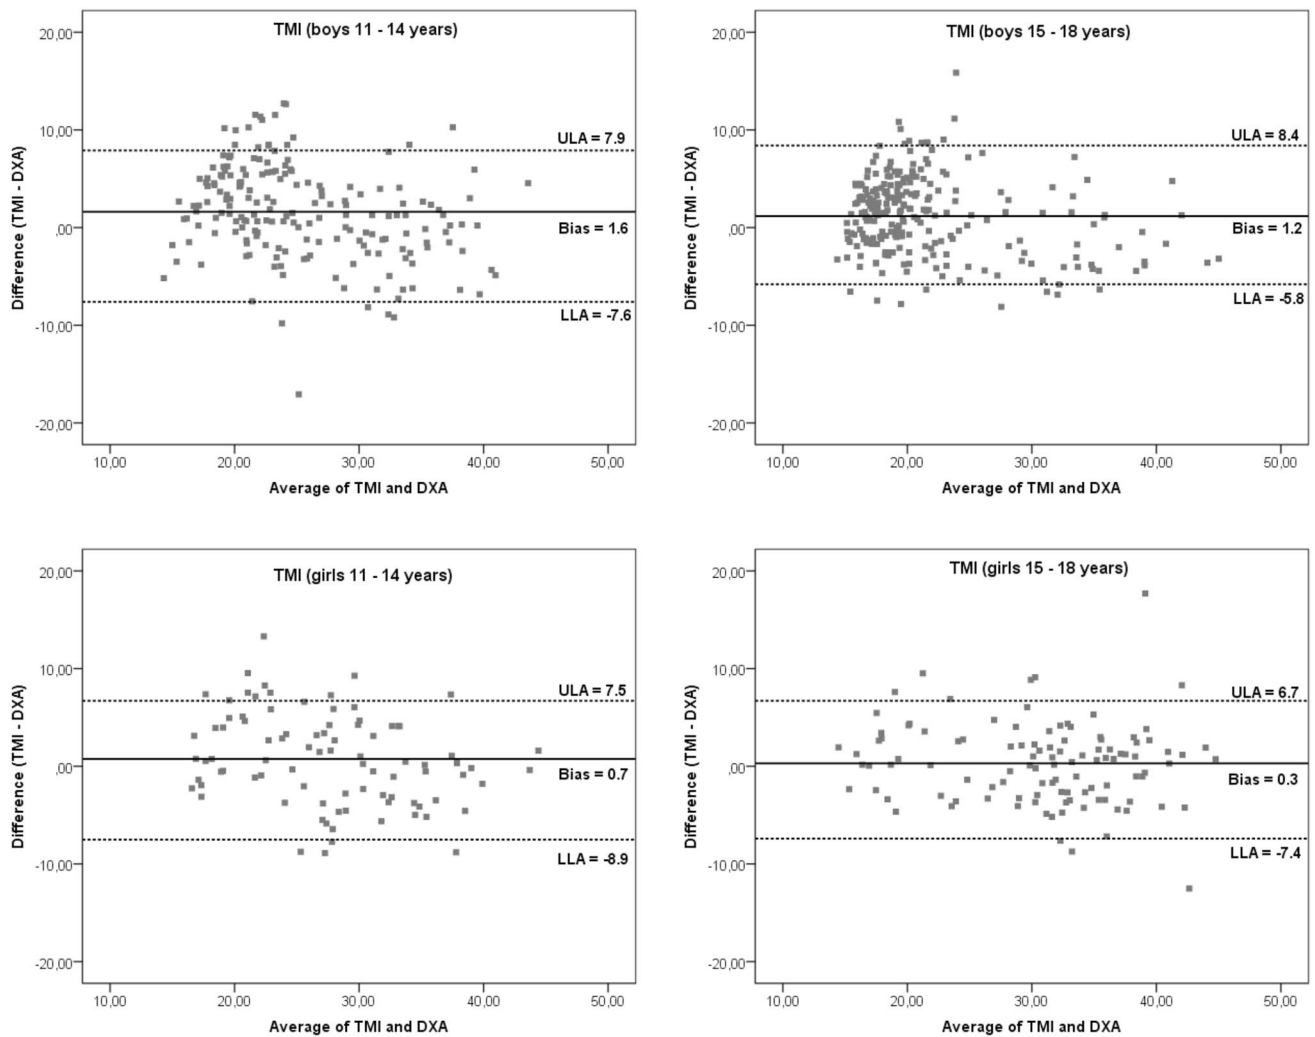 TMI (boys 11 - 14 years)
20,00
10,00
,00
-10,00
-20,00
ULA = 7.9
Bias = 1.6
LLA = -7.6
Difference (TMI - DXA)
10,00 20,00 30,00 40,00 50,00
Average of TMI and DXA
TMI (boys 15 - 18 years)
20,00
10,00
,00
-10,00
-20,00
ULA = 8.4
Bias = 1.2
LLA = -5.8
Difference (TMI - DXA)
10,00 20,00 30,00 40,00 50,00
Average of TMI and DXA
TMI (girls 11 - 14 years)
20,00
10,00
,00
-10,00
-20,00
ULA = 7.5
Bias = 0.7
LLA = -8.9
Difference (TMI - DXA)
10,00 20,00 30,00 40,00 50,00
Average of TMI and DXA
TMI (girls 15 - 18 years)
20,00
10,00
,00
-10,00
-20,00
ULA = 6.7
Bias = 0.3
LLA = -7.4
Difference (TMI - DXA)
10,00 20,00 30,00 40,00 50,00
Average of TMI and DXA